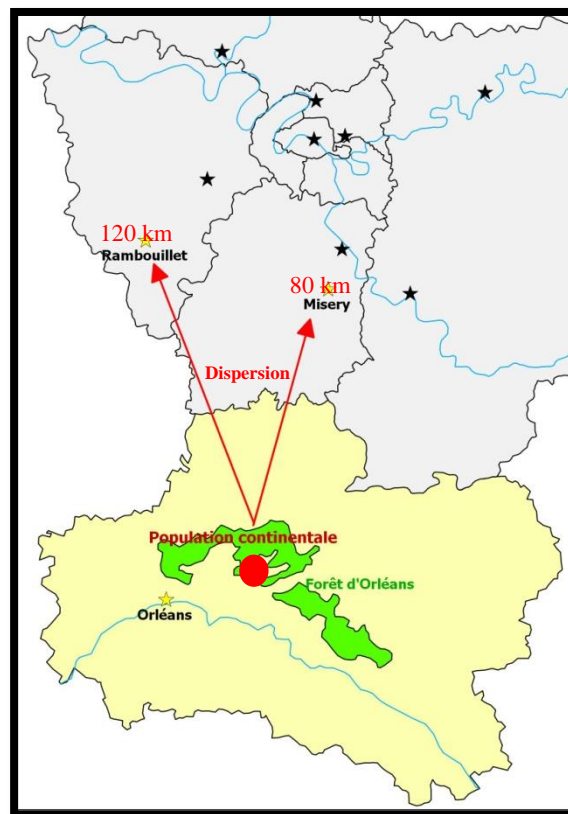 120 km
Rambouillet
80 km
Misery
Dispersion
Population continentale
Forêt d'Orléans
Orléans